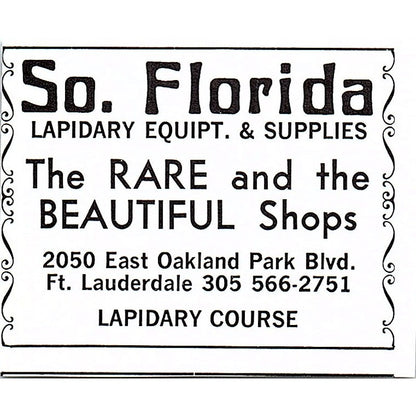 So. Florida
LAPIDARY EQUIPT. & SUPPLIES
The RARE and the
BEAUTIFUL Shops
2050 East Oakland Park Blvd.
Ft. Lauderdale 305 566-2751
LAPIDARY COURSE